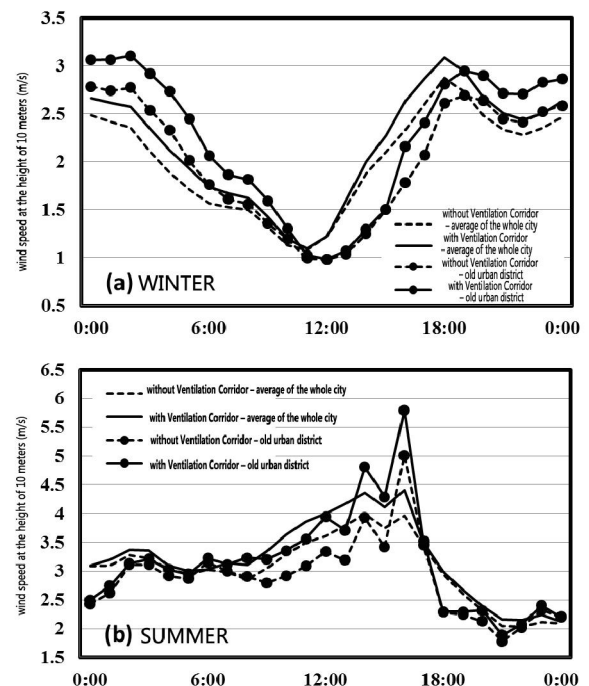 3.5
3
2.5
2
1.5
1
0.5
wind speed at the height of 10 meters (m/s)
without Ventilation Corridor
– average of the whole city
with Ventilation Corridor
– average of the whole city
without Ventilation Corridor
– old urban district
with Ventilation Corridor
– old urban district
(a) WINTER
0:00 6:00 12:00 18:00 0:00
6.5
6
5.5
5
4.5
4
3.5
3
2.5
2
1.5
wind speed at the height of 10 meters (m/s)
without Ventilation Corridor – average of the whole city
with Ventilation Corridor – average of the whole city
without Ventilation Corridor – old urban district
with Ventilation Corridor – old urban district
(b) SUMMER
0:00 6:00 12:00 18:00 0:00